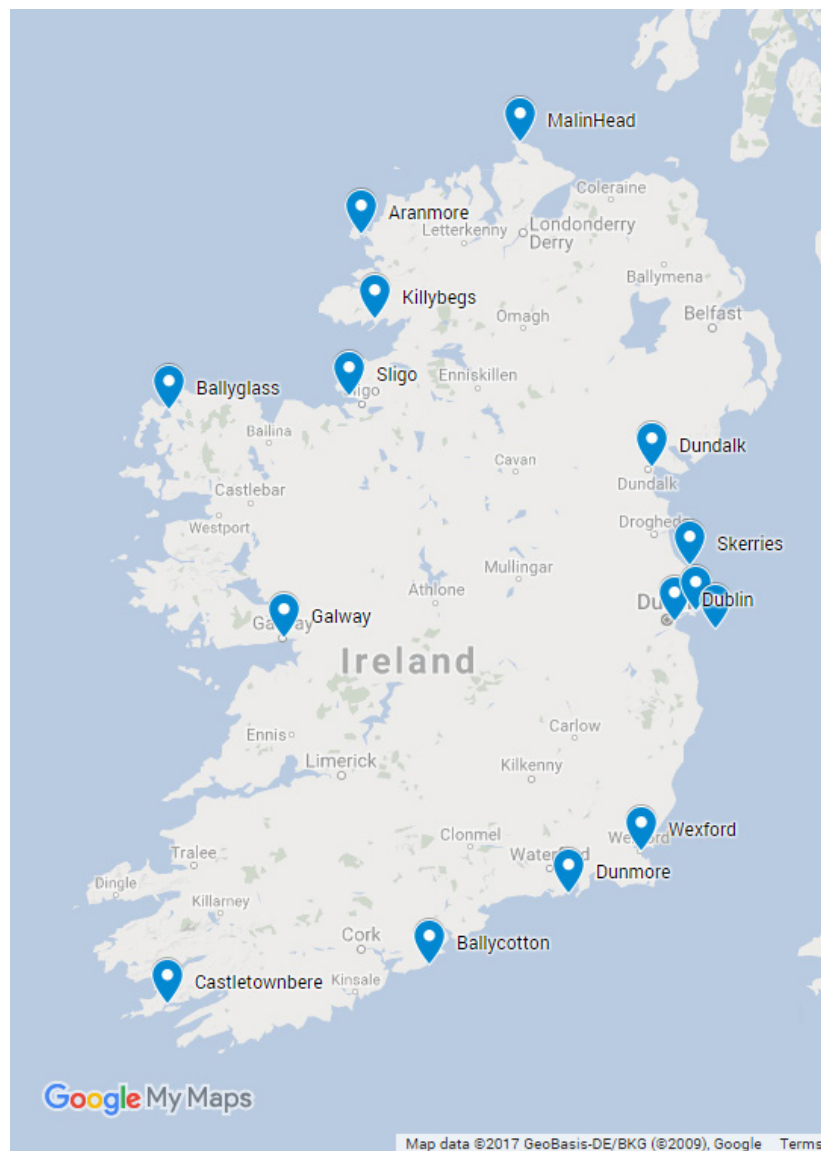 MalinHead
Coleraine
Aranmore
Londonderry
Derry
Letterkenny
Ballymena
Killybegs
Omagh
Belfast
Sligo
Enniskillen
Ballyglass
Ballina
Dundalk
Cavan
Dundalk
Castlebar
Westport
Skerries
Mullingar
Athlone
Dublin
Galway
Ireland
Ennis
Carlow
Limerick
Kilkenny
Wexford
Clonmel
Tralee
Dunmore
Dingle
Killarney
Cork
Ballycotton
Castletownbere
Kinsale
Google My Maps
Map data ©2017 GeoBasis-DE/BKG (©2009), Google Terms